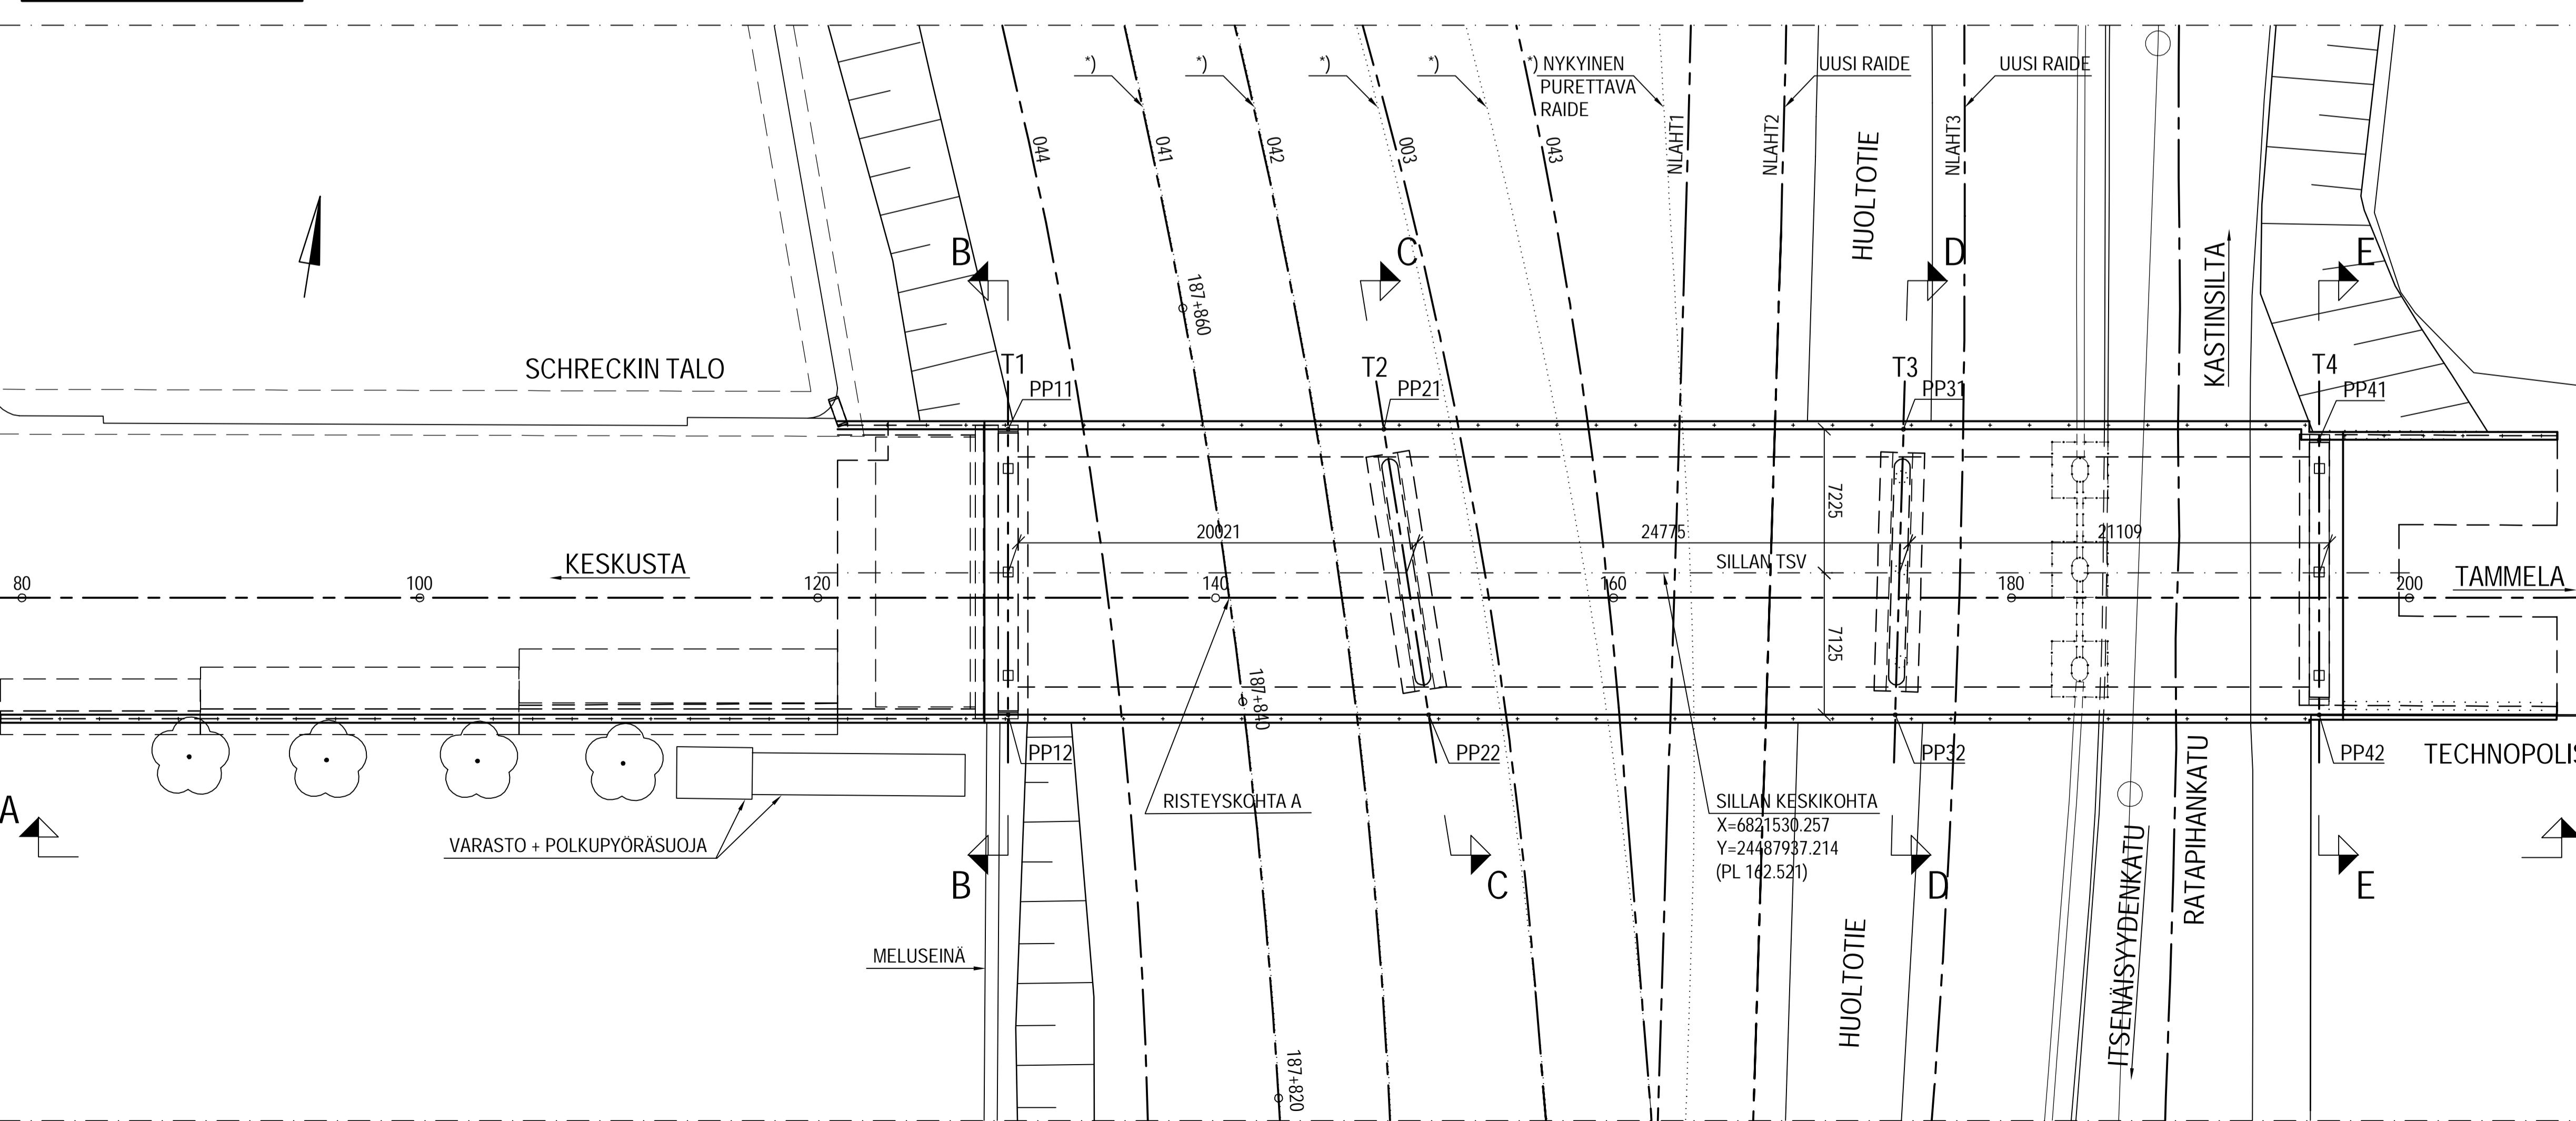 *)
*)
*)
*)
*) NYKYINEN
PURETTAVA
RAIDE
UUSI RAIDE
UUSI RAIDE
044
041
042
003
043
NLAHT1
NLAHT2
HUOLTOTIE
NLAHT3
KASTINSILTA
B
C
D
E
187+860
SCHRECKIN TALO
T1
T2
T3
T4
PP11
PP21
PP31
PP41
7225
20021
24775
21109
SILLAN TSV
KESKUSTA
TAMMELA
80
100
120
140
160
180
200
7125
187+840
PP12
PP22
PP32
PP42
TECHNOPOLIS
A
RISTEYSKOHTA A
SILLAN KESKIKOHTA
X=6821530.257
Y=24487937.214
(PL 162.521)
VARASTO + POLKUPYÖRÄSUOJA
B
C
D
E
MELUSEINÄ
HUOLTOTIE
ITSENÄISYYDENKATU
RATAPIHANKATU
187+820